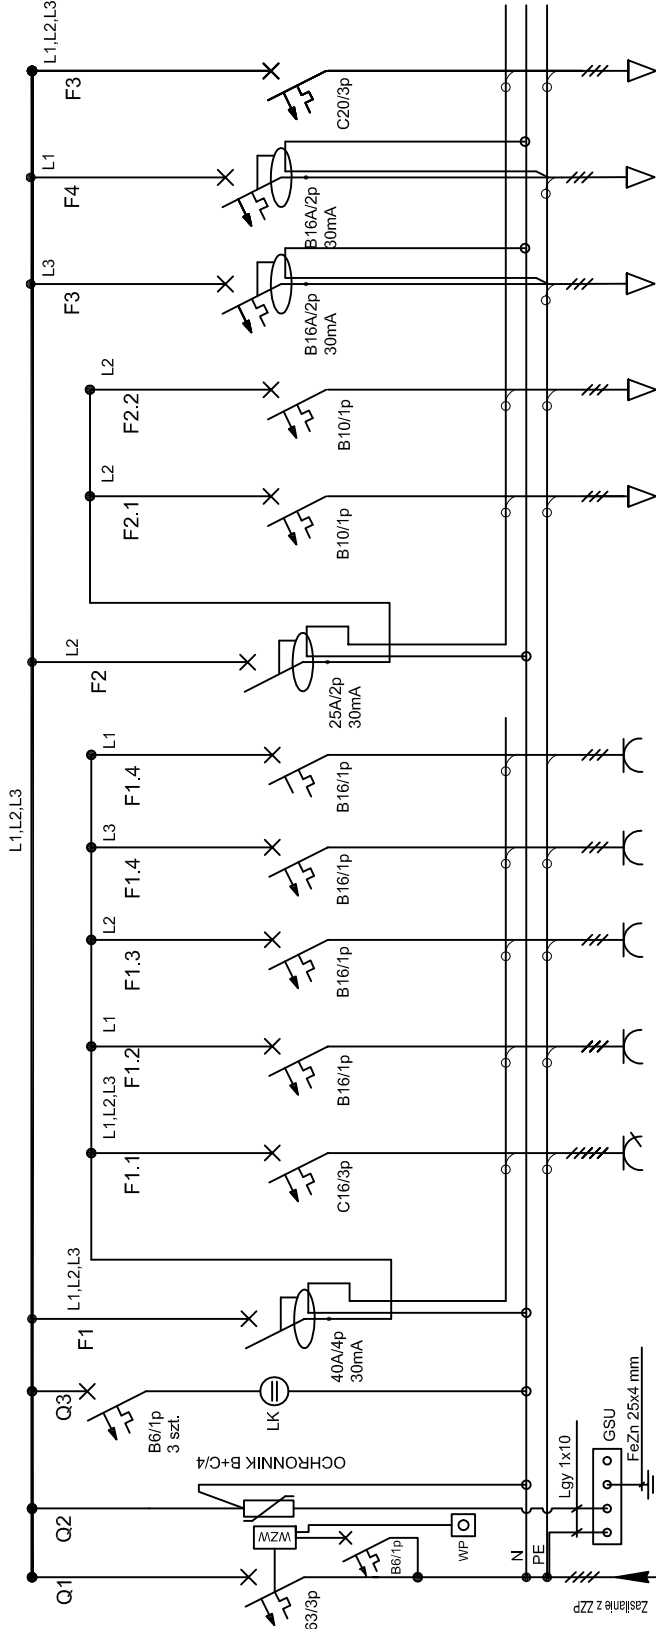 L1,L2,L3
Q1
63/3p
WZW
B6/1p
WP
Zasilanie z ZZP
N
PE
Q2
OCHRONNIK B+C/4
Lgy 1x10
GSU
FeZn 25x4 mm
Q3
B6/1p
3 szt.
LK
F1
L1,L2,L3
40A/4p
30mA
F1.1
L1,L2,L3
C16/3p
F1.2
L1
B16/1p
F1.3
L2
B16/1p
F1.4
L3
B16/1p
F1.4
L1
B16/1p
F2
L2
25A/2p
30mA
F2.1
L2
B10/1p
F2.2
L2
B10/1p
F3
L3
B16A/2p
30mA
F4
L1
B16A/2p
30mA
F3
L1,L2,L3
C20/3p